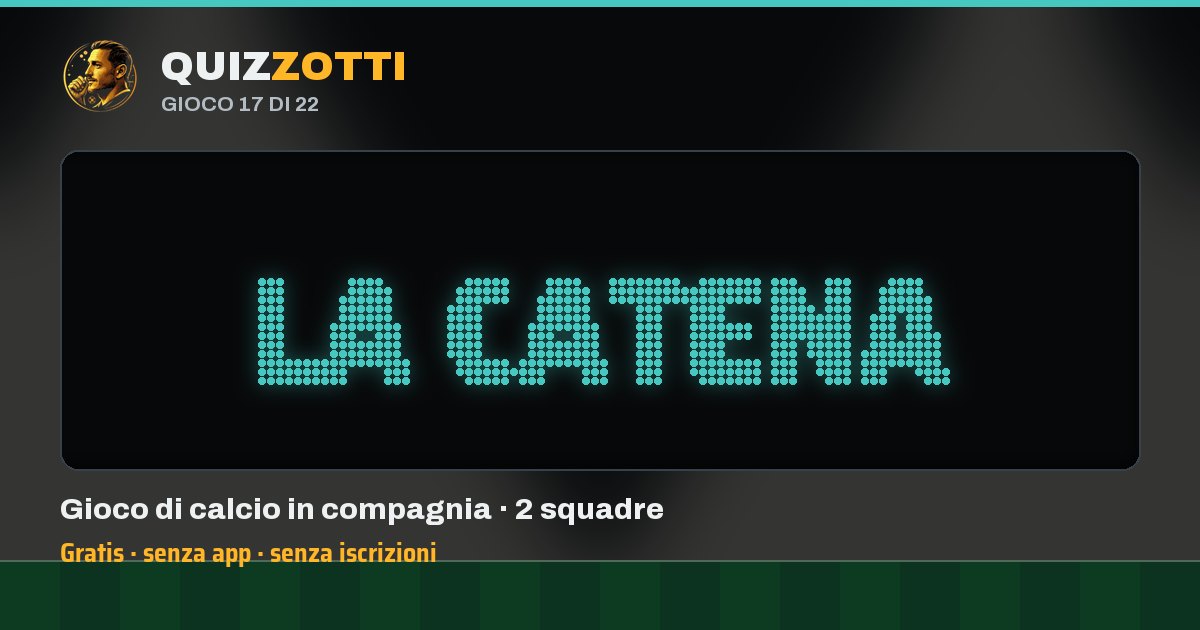 QUIZZOTTI
GIOCO 17 DI 22
LA CATENA
Gioco di calcio in compagnia · 2 squadre
Gratis · senza app · senza iscrizioni